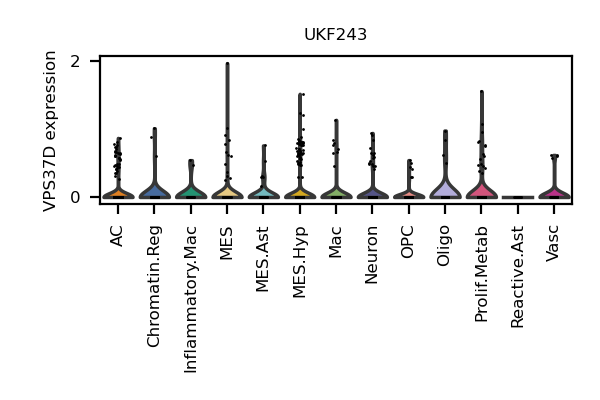 UKF243
VPS37D expression
2
0
AC
Chromatin.Reg
Inflammatory.Mac
MES
MES.Ast
MES.Hyp
Mac
Neuron
OPC
Oligo
Prolif.Metab
Reactive.Ast
Vasc